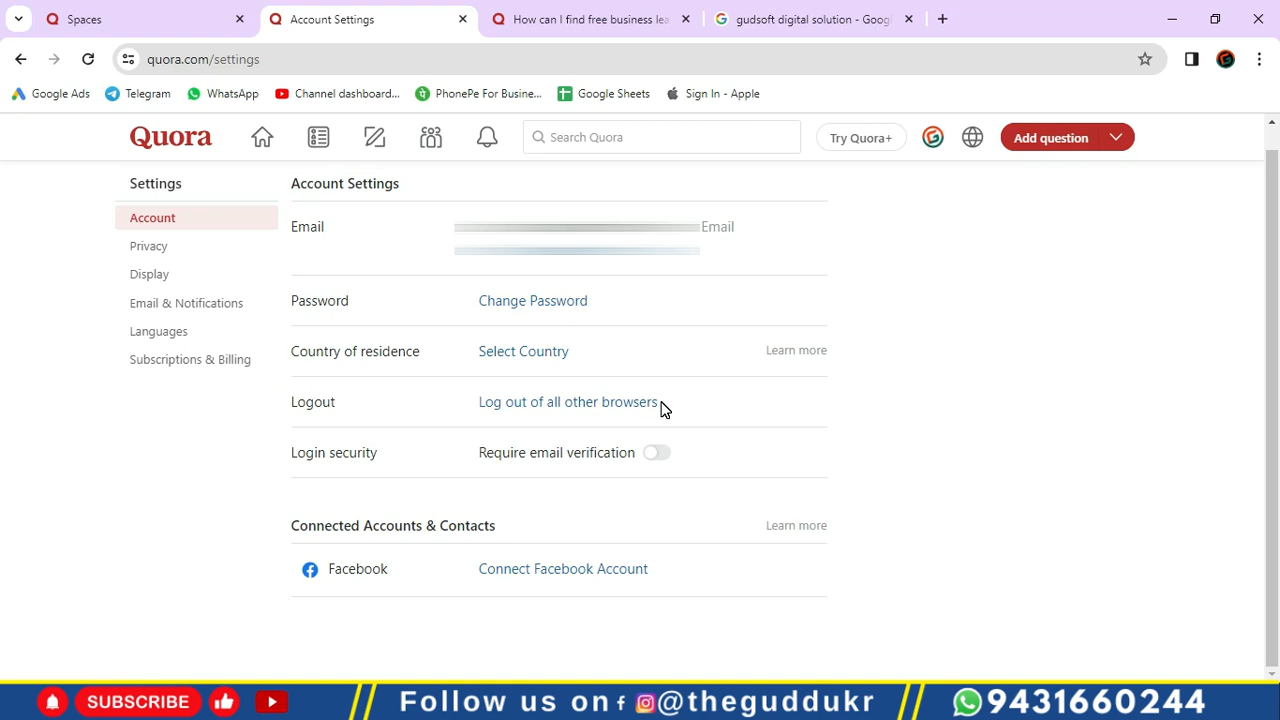 Spaces
Account Settings
How can I find free business lea
gudsoft digital solution - Goog
quora.com/settings
Google Ads
Telegram
WhatsApp
Channel dashboard...
PhonePe For Busine...
Google Sheets
Sign In - Apple
Quora
Search Quora
Try Quora+
Add question
Settings
Account
Privacy
Display
Email & Notifications
Languages
Subscriptions & Billing
Account Settings
Email
Email
Password
Change Password
Country of residence
Select Country
Learn more
Logout
Log out of all other browsers
Login security
Require email verification
Connected Accounts & Contacts
Learn more
Facebook
Connect Facebook Account
SUBSCRIBE
Follow us on @theguddukr
9431660244